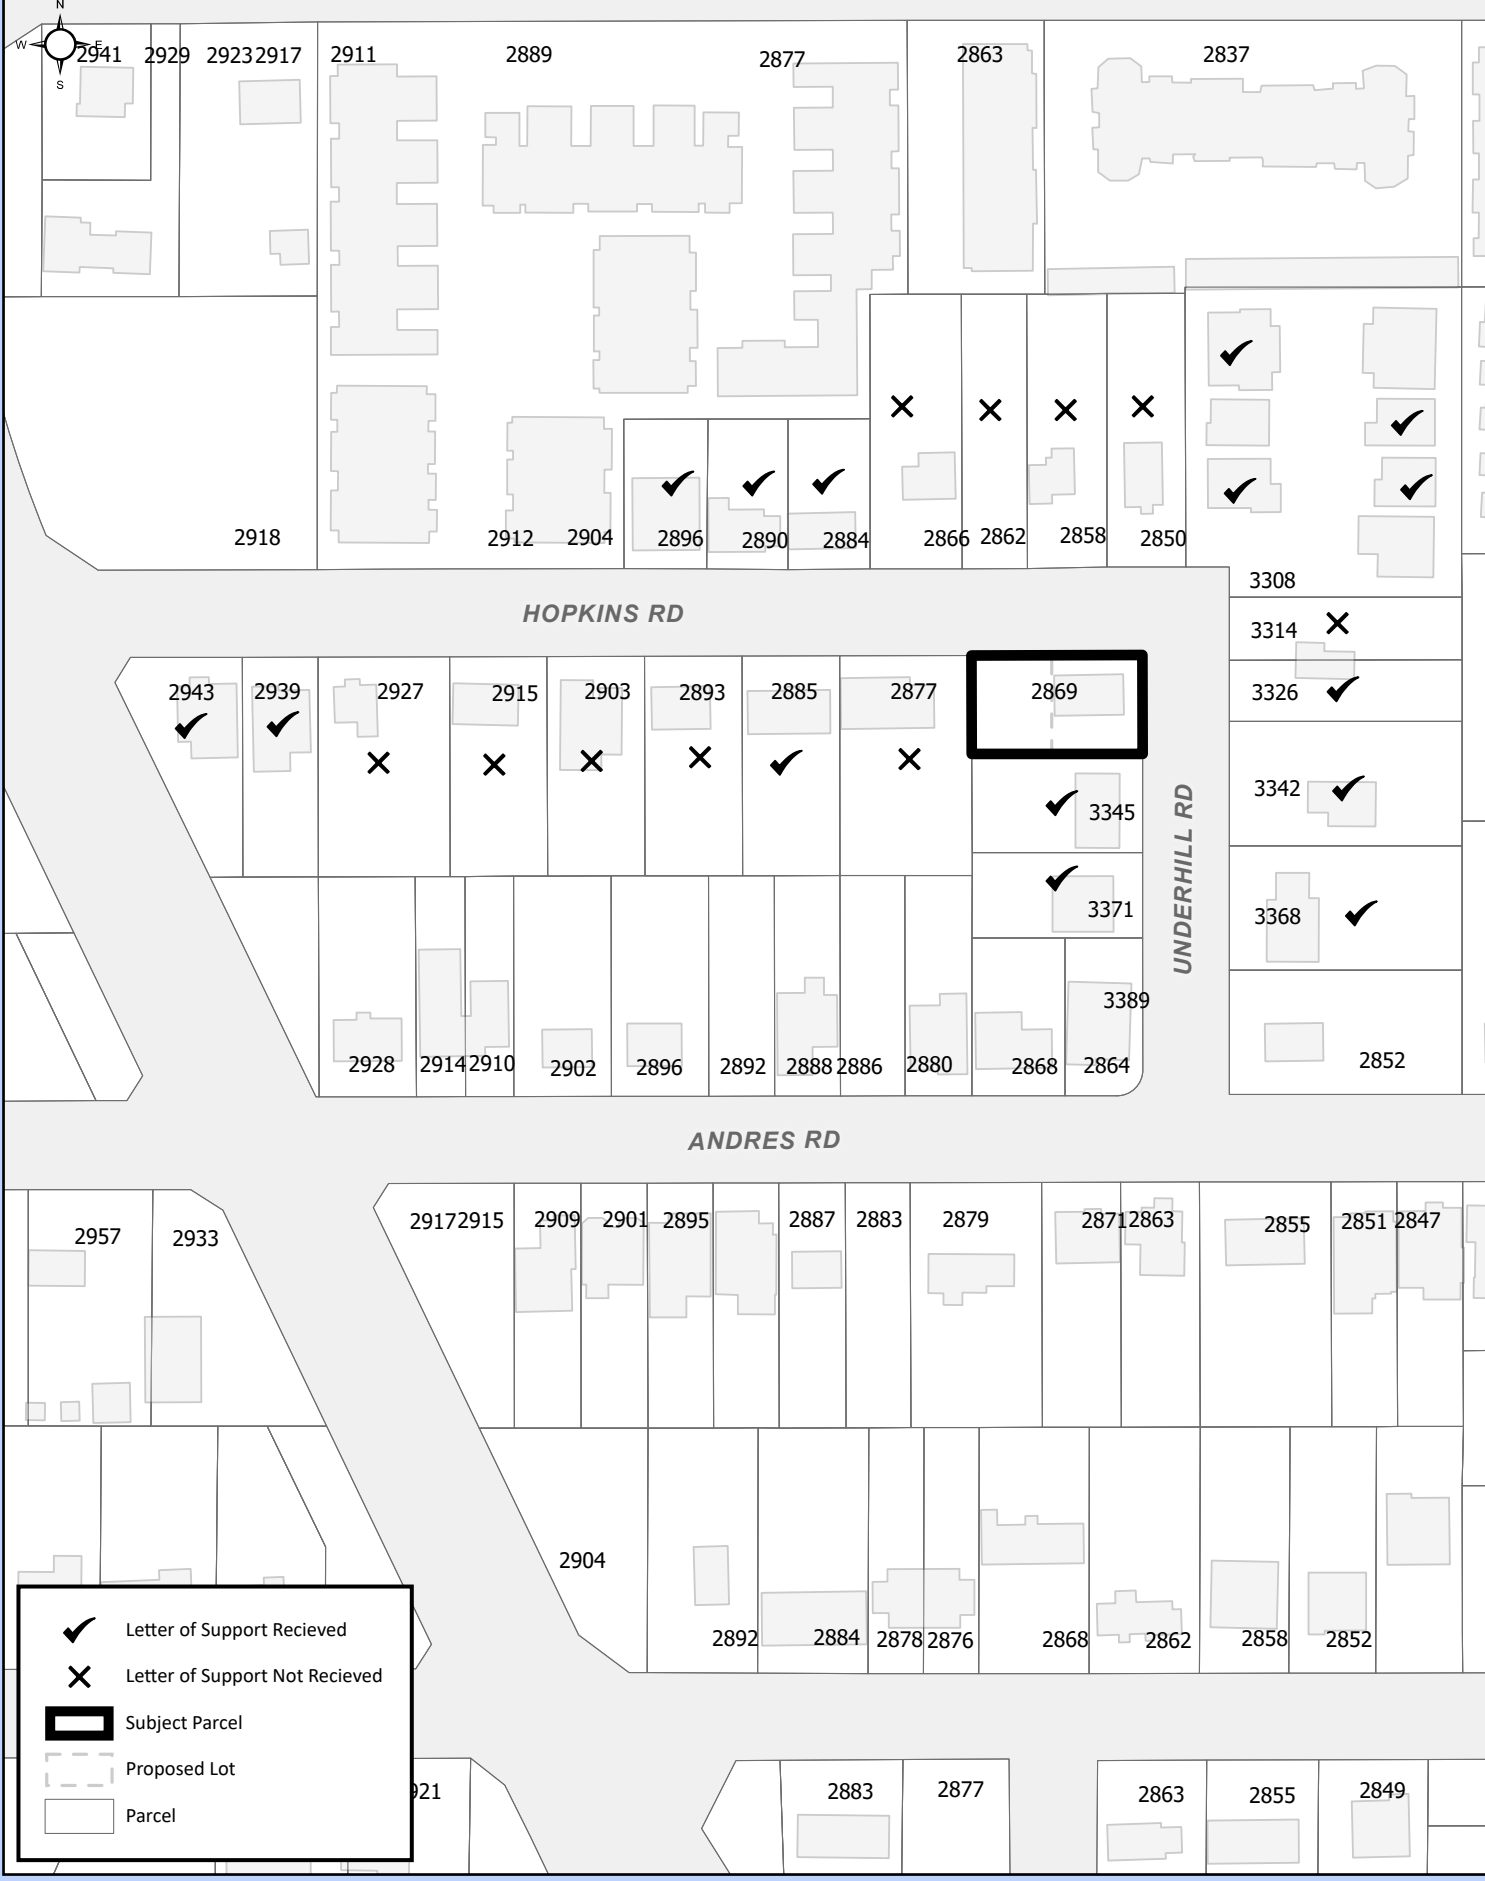 N
W E
S
2941 2929 2923 2917 2911 2889 2877 2863 2837
2918 2912 2904 2896 2890 2884 2866 2862 2858 2850
3308
HOPKINS RD
3314
2943 2939 2927 2915 2903 2893 2885 2877 2869 3326
3342
3345
UNDERHILL RD
3371 3368
3389
2928 2914 2910 2902 2896 2892 2888 2886 2880 2868 2864 2852
ANDRES RD
2957 2933 2917 2915 2909 2901 2895 2887 2883 2879 2871 2863 2855 2851 2847
2904
2892 2884 2878 2876 2868 2862 2858 2852
Letter of Support Recieved
Letter of Support Not Recieved
Subject Parcel
Proposed Lot
Parcel
921 2883 2877 2863 2855 2849